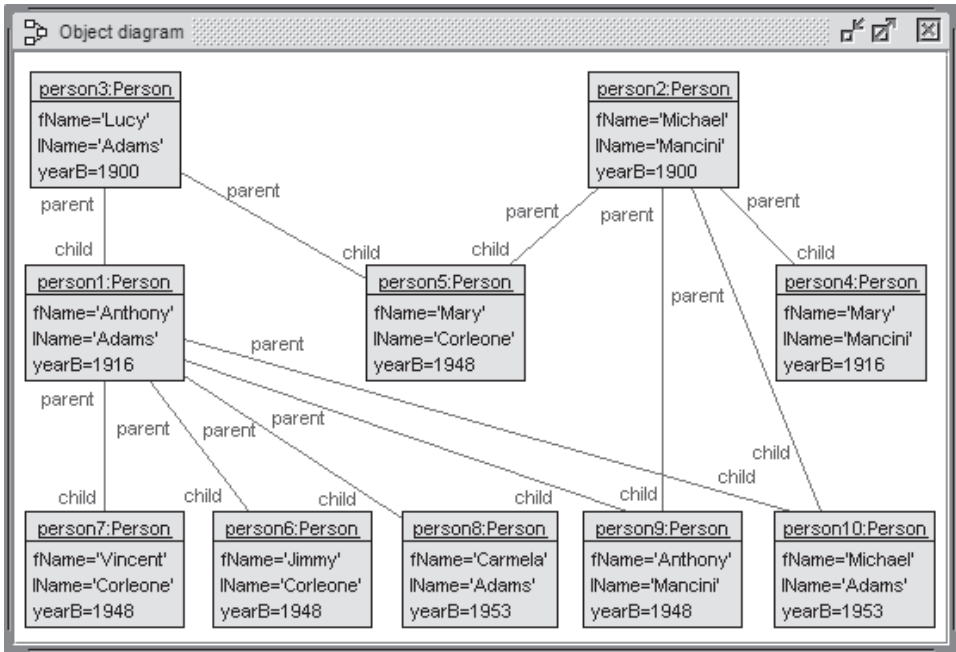 Object diagram
person3:Person
fName='Lucy'
lName='Adams'
yearB=1900
person2:Person
fName='Michael'
lName='Mancini'
yearB=1900
parent
parent
parent
parent
parent
child
child
child
child
person1:Person
fName='Anthony'
lName='Adams'
yearB=1916
person5:Person
fName='Mary'
lName='Corleone'
yearB=1948
person4:Person
fName='Mary'
lName='Mancini'
yearB=1916
parent
parent
parent
parent
parent
parent
child
child
child
child
child
child
child
person7:Person
fName='Vincent'
lName='Corleone'
yearB=1948
person6:Person
fName='Jimmy'
lName='Corleone'
yearB=1948
person8:Person
fName='Carmela'
lName='Adams'
yearB=1953
person9:Person
fName='Anthony'
lName='Mancini'
yearB=1948
person10:Person
fName='Michael'
lName='Adams'
yearB=1953